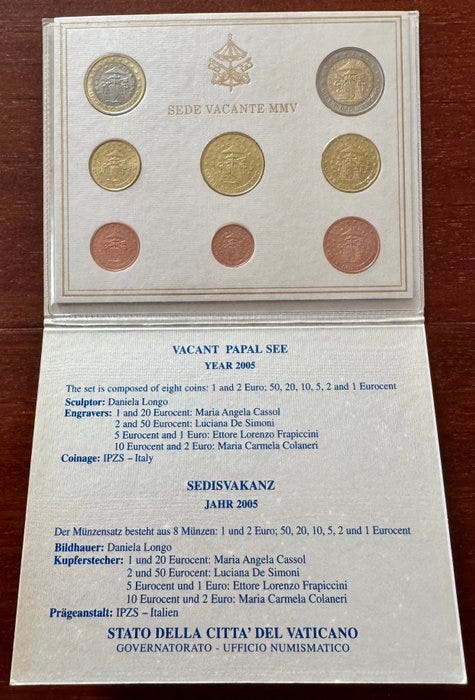 SEDE VACANTE MMV
VACANT PAPAL SEE
YEAR 2005
The set is composed of eight coins: 1 and 2 Euro; 50, 20, 10, 5, 2 and 1 Eurocent
Sculptor: Daniela Longo
Engravers: 1 and 20 Eurocent: Maria Angela Cassol
2 and 50 Eurocent: Luciana De Simoni
5 Eurocent and 1 Euro: Ettore Lorenzo Frapiccini
10 Eurocent and 2 Euro: Maria Carmela Colaneri
Coinage: IPZS – Italy
SEDISVAKANZ
JAHR 2005
Der Münzensatz besteht aus 8 Münzen: 1 und 2 Euro; 50, 20, 10, 5, 2 und 1 Eurocent
Bildhauer: Daniela Longo
Kupferstecher: 1 und 20 Eurocent: Maria Angela Cassol
2 und 50 Eurocent: Luciana De Simoni
5 Eurocent und 1 Euro: Ettore Lorenzo Frapiccini
10 Eurocent und 2 Euro: Maria Carmela Colaneri
Prägeanstalt: IPZS – Italien
STATO DELLA CITTA' DEL VATICANO
GOVERNATORATO - UFFICIO NUMISMATICO